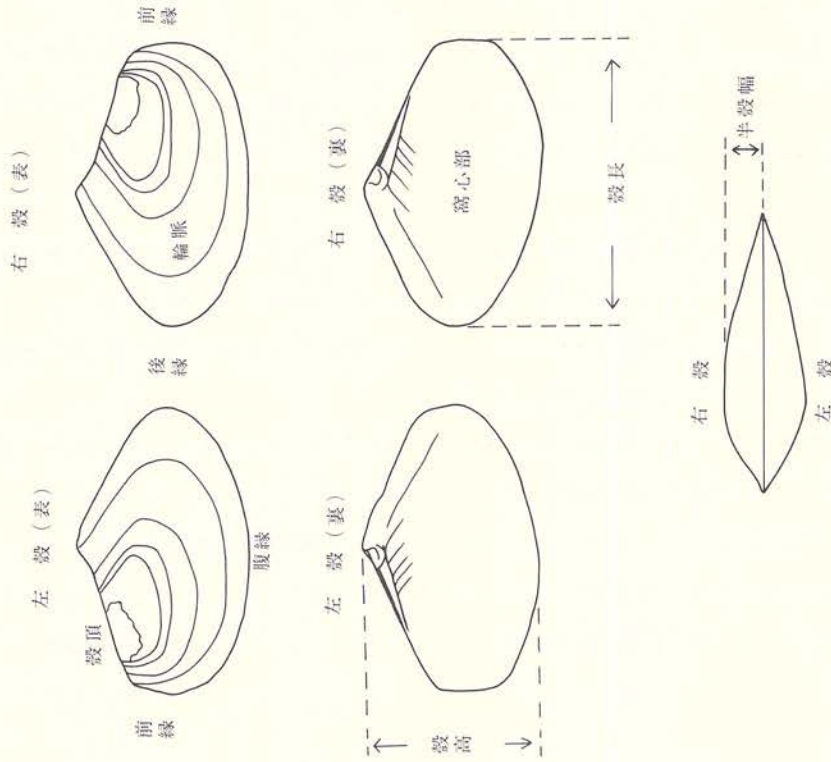 左殻（表）
右殻（表）
前縁
殻頂
腹縁
後縁
輪脈
前縁
左殻（裏）
右殻（裏）
殻高
窩心部
殻長
右殻
左殻
半殻幅